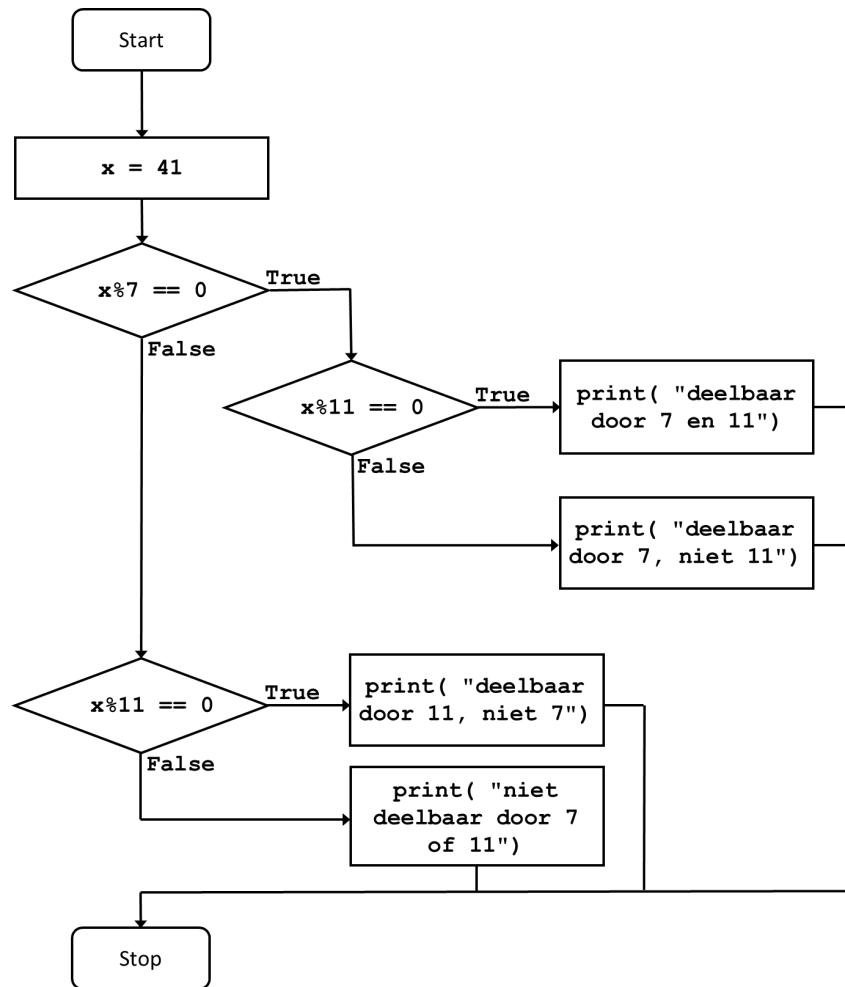 Start
x = 41
x%7 == 0
True
False
x%11 == 0
True
False
print( "deelbaar
door 7 en 11")
print( "deelbaar
door 7, niet 11")
x%11 == 0
True
False
print( "deelbaar
door 11, niet 7")
print( "niet
deelbaar door 7
of 11")
Stop